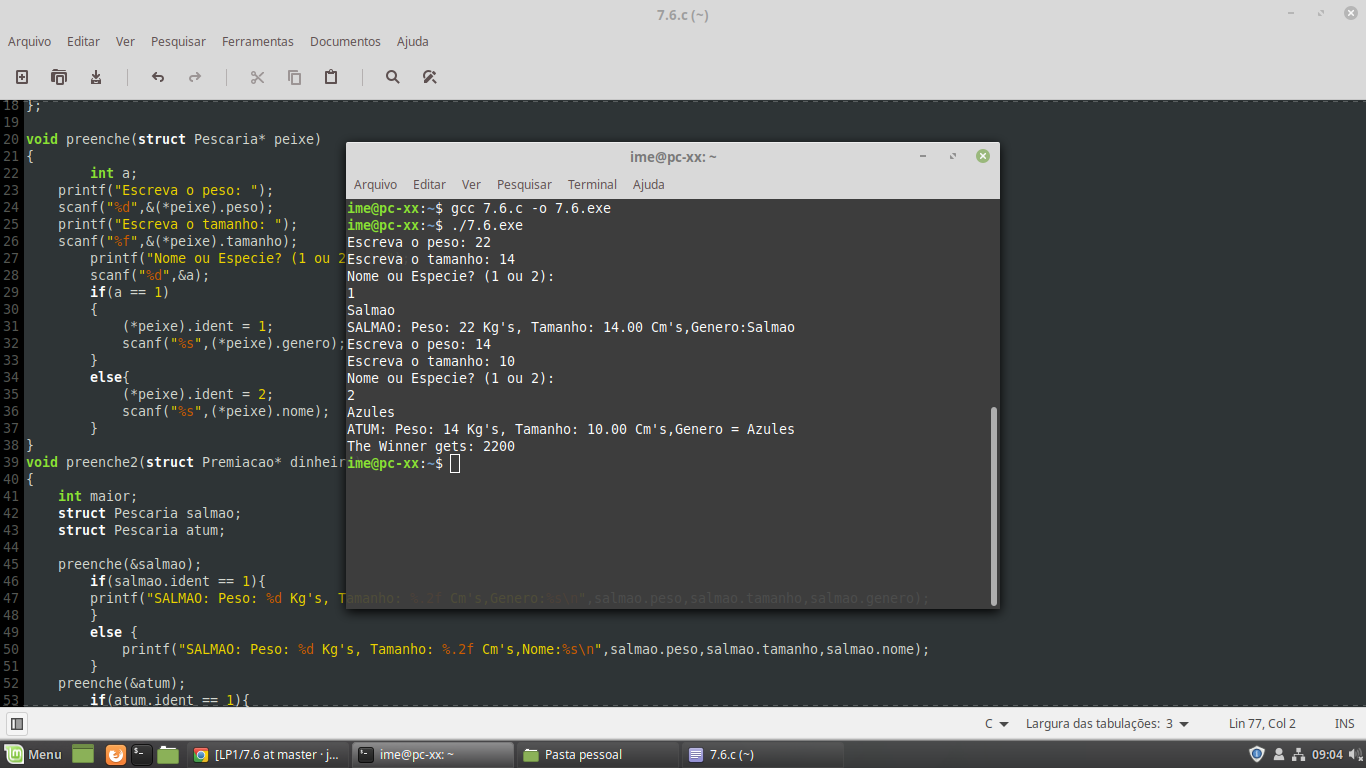 7.6.c (~)
Arquivo Editar Ver Pesquisar Ferramentas Documentos Ajuda
18 };
19
20 void preenche(struct Pescaria* peixe)
21 {
22 int a;
23 printf("Escreva o peso: ");
24 scanf("%d",&(*peixe).peso);
25 printf("Escreva o tamanho: ");
26 scanf("%f",&(*peixe).tamanho);
27 printf("Nome ou Especie? (1 ou 2
28 scanf("%d",&a);
29 if(a == 1)
30 {
31 (*peixe).ident = 1;
32 scanf("%s",(*peixe).genero);
33 }
34 else{
35 (*peixe).ident = 2;
36 scanf("%s",(*peixe).nome);
37 }
38 }
39 void preenche2(struct Premiacao* dinheir
40 {
41 int maior;
42 struct Pescaria salmao;
43 struct Pescaria atum;
44
45 preenche(&salmao);
46 if(salmao.ident == 1){
47 printf("SALMAO: Peso: %d Kg's, Tamanho: %.2f Cm's,Genero:%s\n",salmao.peso,salmao.tamanho,salmao.genero);
48 }
49 else {
50 printf("SALMAO: Peso: %d Kg's, Tamanho: %.2f Cm's,Nome:%s\n",salmao.peso,salmao.tamanho,salmao.nome);
51 }
52 preenche(&atum);
53 if(atum.ident == 1){
ime@pc-xx: ~
Arquivo Editar Ver Pesquisar Terminal Ajuda
ime@pc-xx:~$ gcc 7.6.c -o 7.6.exe
ime@pc-xx:~$ ./7.6.exe
Escreva o peso: 22
Escreva o tamanho: 14
Nome ou Especie? (1 ou 2):
1
Salmao
SALMAO: Peso: 22 Kg's, Tamanho: 14.00 Cm's,Genero:Salmao
Escreva o peso: 14
Escreva o tamanho: 10
Nome ou Especie? (1 ou 2):
2
Azules
ATUM: Peso: 14 Kg's, Tamanho: 10.00 Cm's,Genero = Azules
The Winner gets: 2200
ime@pc-xx:~$
C Largura das tabulações: 3 Lin 77, Col 2 INS
Menu [LP1/7.6 at master · j... ime@pc-xx: ~ Pasta pessoal 7.6.c (~) 09:04